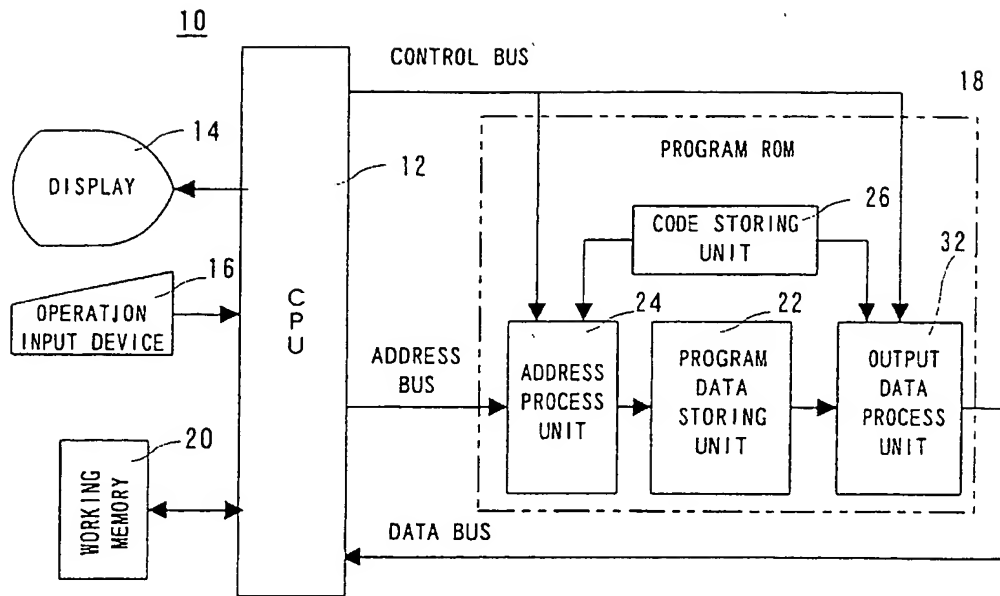 10
CONTROL BUS
18
14
DISPLAY
12
PROGRAM ROM
26
CODE STORING
UNIT
32
16
OPERATION
INPUT DEVICE
CPU
24
22
ADDRESS
BUS
ADDRESS
PROCESS
UNIT
PROGRAM
DATA
STORING
UNIT
OUTPUT
DATA
PROCESS
UNIT
20
WORKING
MEMORY
DATA BUS